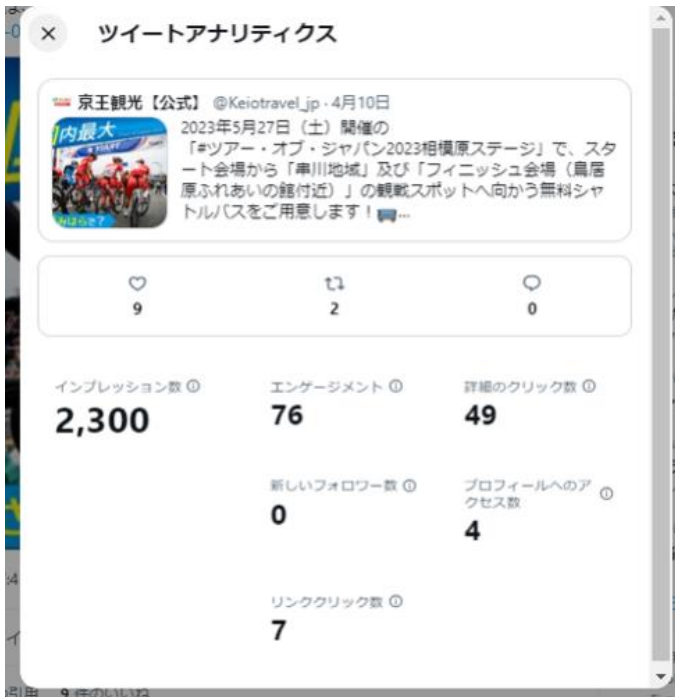 ツイートアナリティクス
京王観光【公式】 @Keiotravel_jp · 4月10日
2023年5月27日（土）開催の
「#ツアー・オブ・ジャパン2023相模原ステージ」で、スタ
ート会場から「串川地域」及び「フィニッシュ会場（鳥居
原ふれあいの館付近）」の観戦スポットへ向かう無料シャ
トルバスをご用意します！🚌...
内最大
START
みはらで？
9
2
0
インプレッション数
2,300
エンゲージメント
76
詳細のクリック数
49
新しいフォロワー数
0
プロフィールへのア
クセス数
4
リンククリック数
7
9 件のいいね